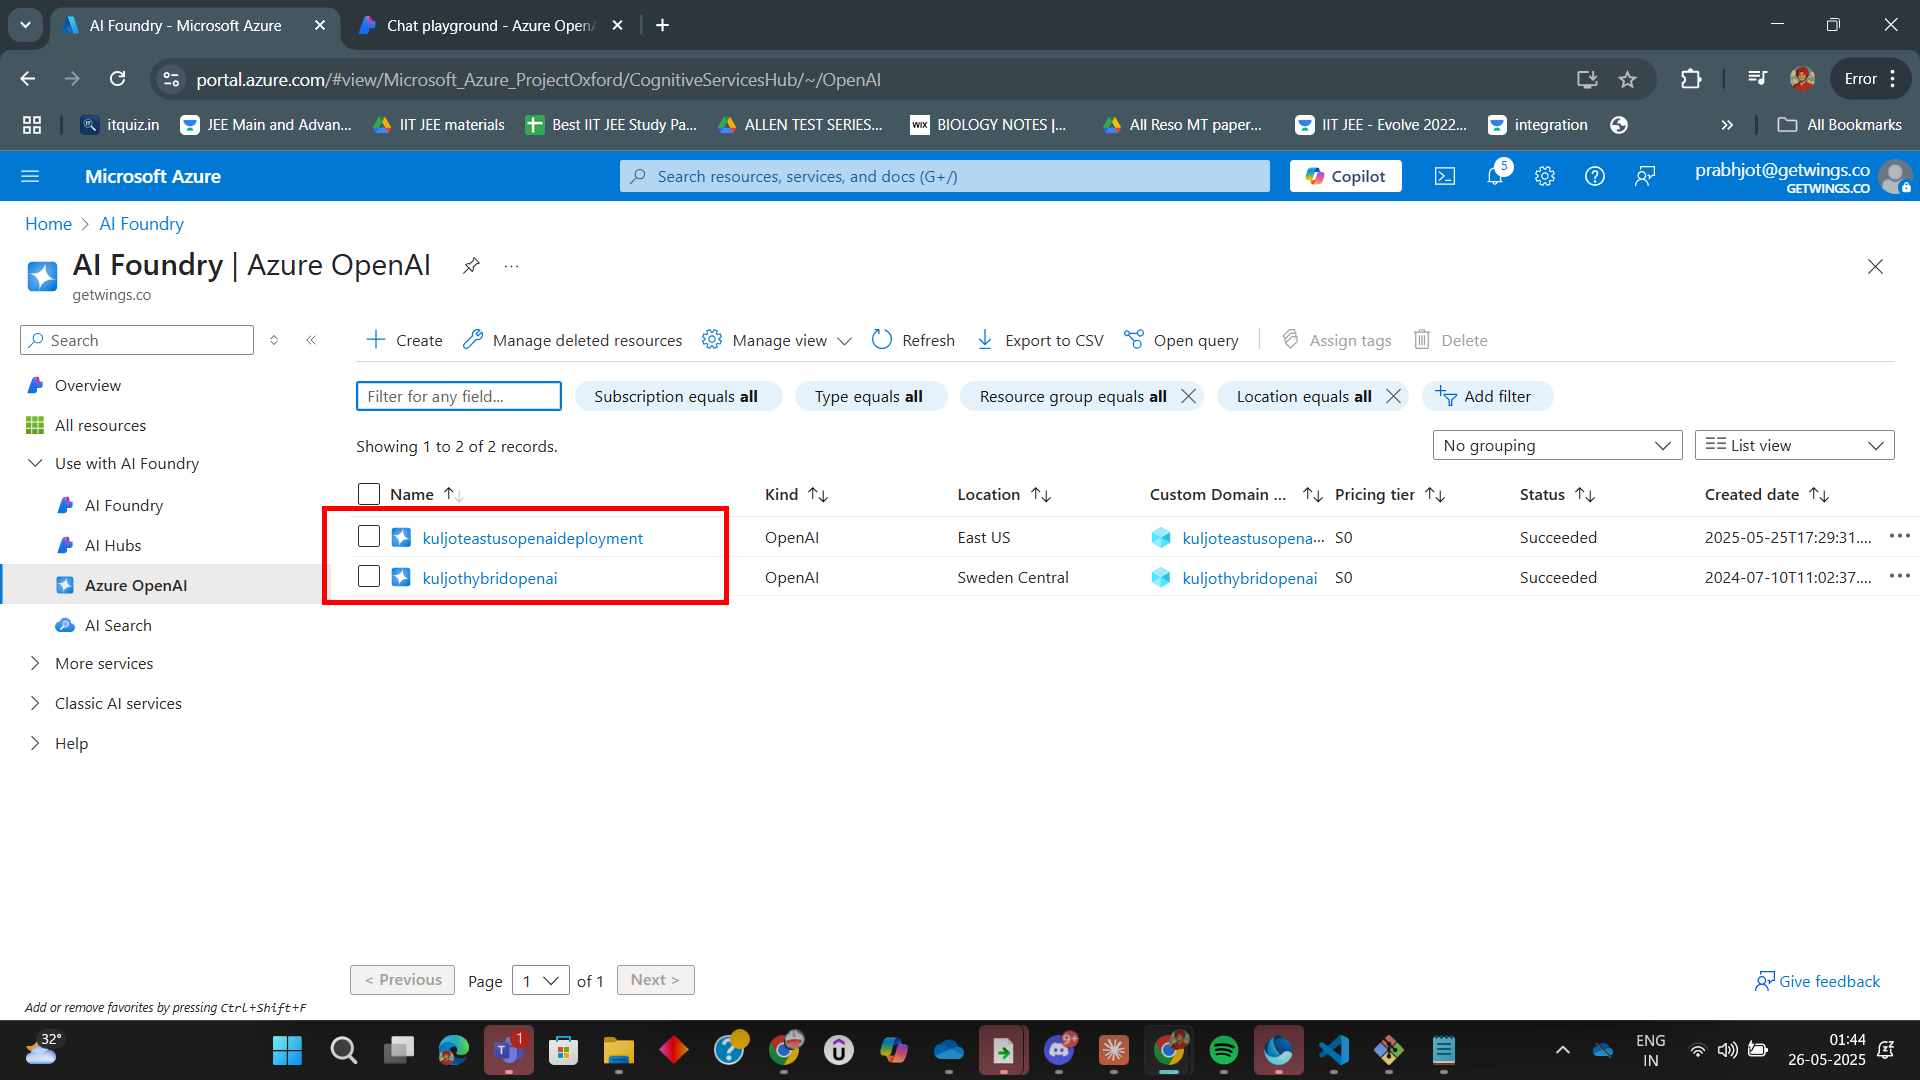 AI Foundry - Microsoft Azure
Chat playground - Azure OpenA
portal.azure.com/#view/Microsoft_Azure_ProjectOxford/CognitiveServicesHub/~/OpenAI
Error
itquiz.in
JEE Main and Advan...
IIT JEE materials
Best IIT JEE Study Pa...
ALLEN TEST SERIES...
WIX
BIOLOGY NOTES |...
All Reso MT paper...
IIT JEE - Evolve 2022...
integration
All Bookmarks
Microsoft Azure
Search resources, services, and docs (G+/)
Copilot
5
prabhjot@getwings.co
GETWINGS.CO
Home > AI Foundry
AI Foundry | Azure OpenAI
getwings.co
Search
Create
Manage deleted resources
Manage view
Refresh
Export to CSV
Open query
Assign tags
Delete
Overview
All resources
Use with AI Foundry
AI Foundry
AI Hubs
Azure OpenAI
AI Search
More services
Classic AI services
Help
Filter for any field...
Subscription equals all
Type equals all
Resource group equals all
Location equals all
Add filter
Showing 1 to 2 of 2 records.
No grouping
List view
Name Kind Location Custom Domain ... Pricing tier Status Created date
kuljoteastusopenaideployment OpenAI East US kuljoteastusopena... S0 Succeeded 2025-05-25T17:29:31....
kuljothybridopenai OpenAI Sweden Central kuljothybridopenai S0 Succeeded 2024-07-10T11:02:37....
< Previous Page 1 of 1 Next >
Give feedback
Add or remove favorites by pressing Ctrl+Shift+F
32°
1
9+
ENG
IN
01:44
26-05-2025